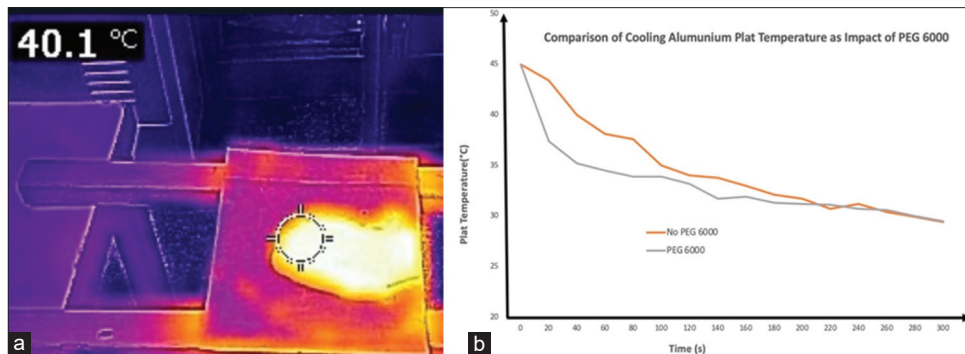 40.1 °C
a
Comparison of Cooling Alumunium Plat Temperature as Impact of PEG 6000
50
45
40
35
30
25
20
Plat Temperature(°C)
No PEG 6000
PEG 6000
0 20 40 60 80 100 120 140 160 180 200 220 240 260 280 300
Time (s)
b